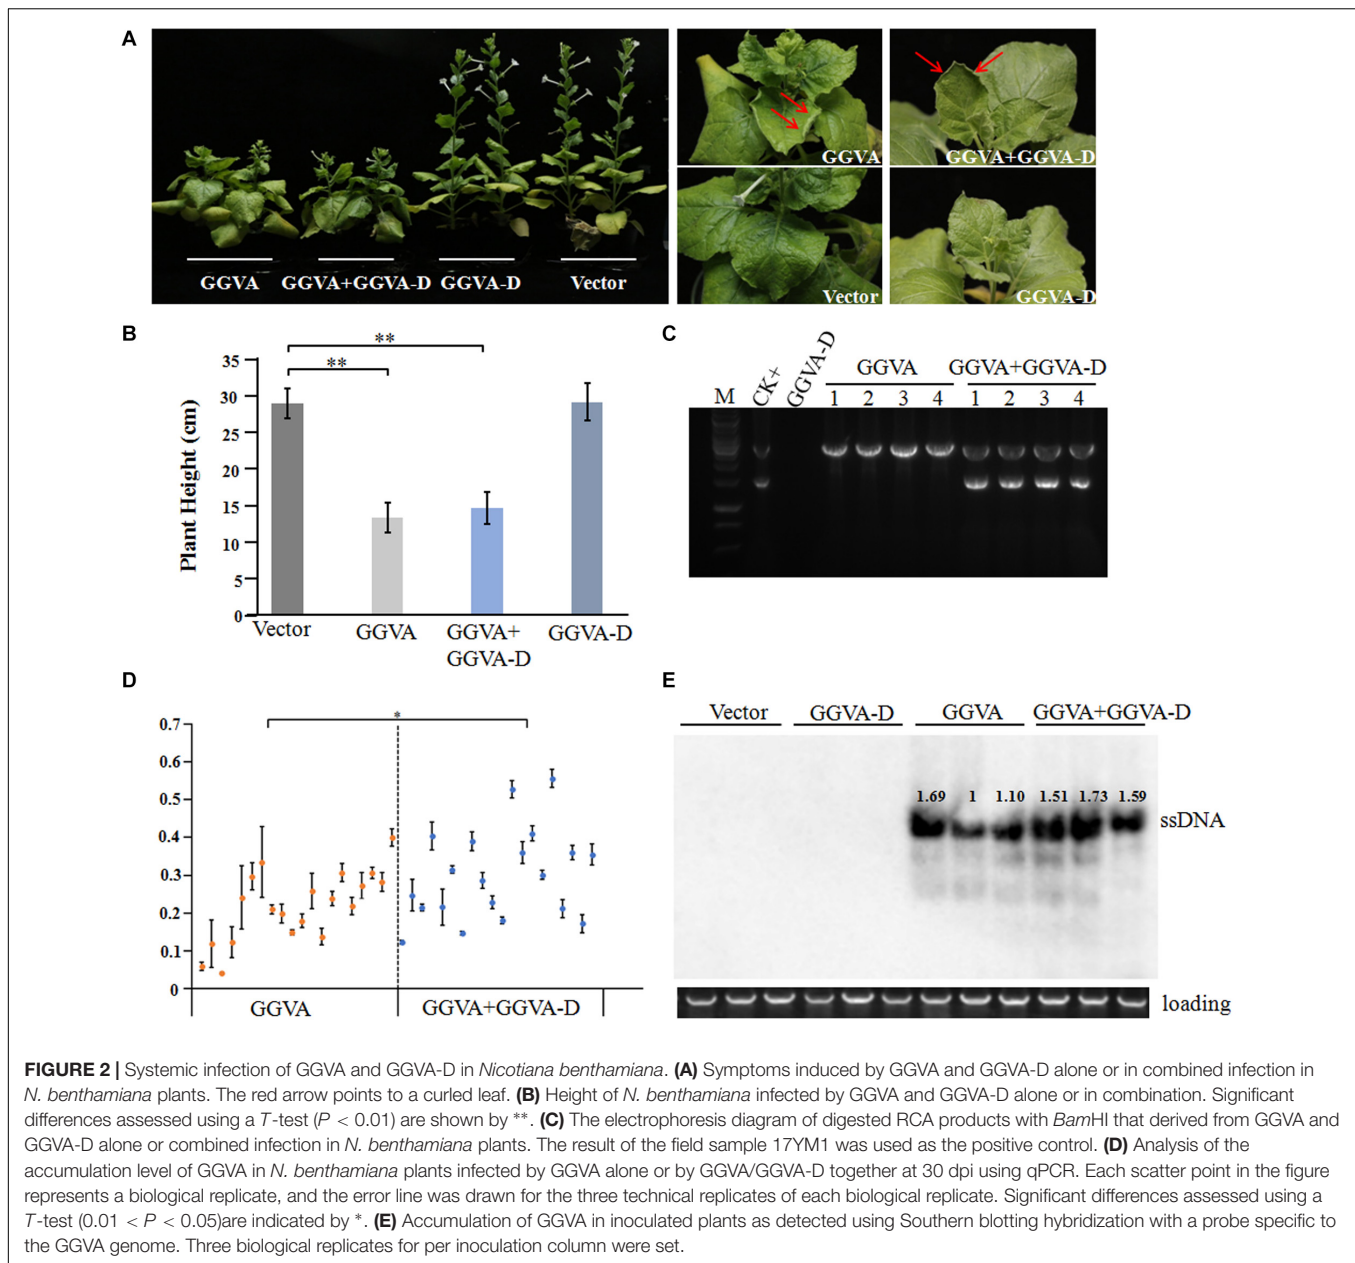 A
GGVA
GGVA+GGVA-D
GGVA-D
Vector
GGVA
GGVA+GGVA-D
Vector
GGVA-D
B
**
**
35
30
25
20
15
10
5
0
Plant Height (cm)
Vector
GGVA
GGVA+
GGVA-D
GGVA-D
C
M
CK+
GGVA-D
GGVA
1 2 3 4
GGVA+GGVA-D
1 2 3 4
D
*
0.7
0.6
0.5
0.4
0.3
0.2
0.1
0
GGVA
GGVA+GGVA-D
E
Vector
GGVA-D
GGVA
GGVA+GGVA-D
1.69 1 1.10 1.51 1.73 1.59
ssDNA
loading
FIGURE 2 | Systemic infection of GGVA and GGVA-D in Nicotiana benthamiana. (A) Symptoms induced by GGVA and GGVA-D alone or in combined infection in
N. benthamiana plants. The red arrow points to a curled leaf. (B) Height of N. benthamiana infected by GGVA and GGVA-D alone or in combination. Significant
differences assessed using a T-test (P < 0.01) are shown by **. (C) The electrophoresis diagram of digested RCA products with BamHI that derived from GGVA and
GGVA-D alone or combined infection in N. benthamiana plants. The result of the field sample 17YM1 was used as the positive control. (D) Analysis of the
accumulation level of GGVA in N. benthamiana plants infected by GGVA alone or by GGVA/GGVA-D together at 30 dpi using qPCR. Each scatter point in the figure
represents a biological replicate, and the error line was drawn for the three technical replicates of each biological replicate. Significant differences assessed using a
T-test (0.01 < P < 0.05)are indicated by *. (E) Accumulation of GGVA in inoculated plants as detected using Southern blotting hybridization with a probe specific to
the GGVA genome. Three biological replicates for per inoculation column were set.